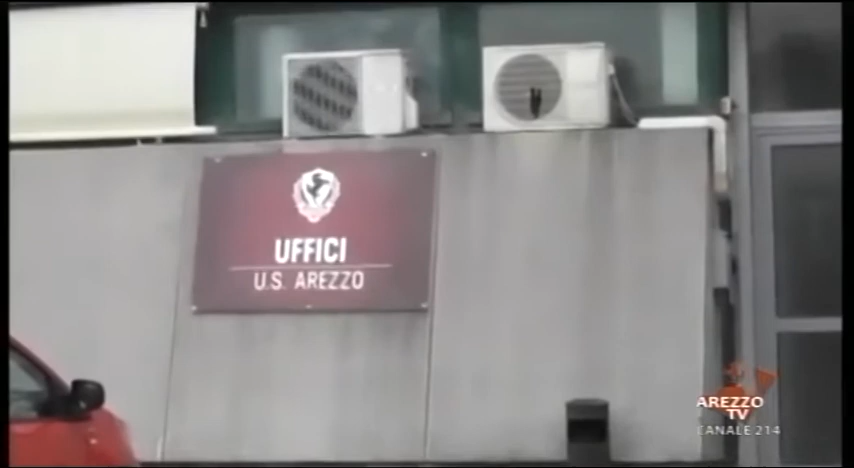 UFFICI
U.S. AREZZO
AREZZO
TV
CANALE 214